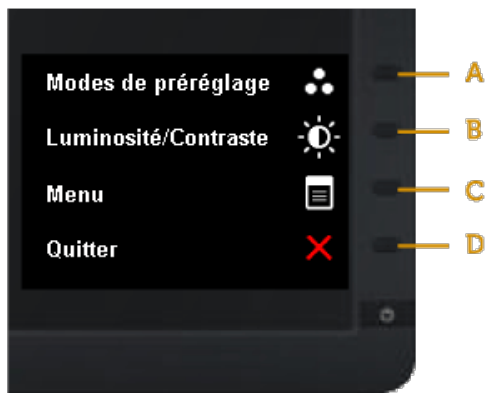 Modes de préréglage A
Luminosité/Contraste B
Menu C
Quitter D